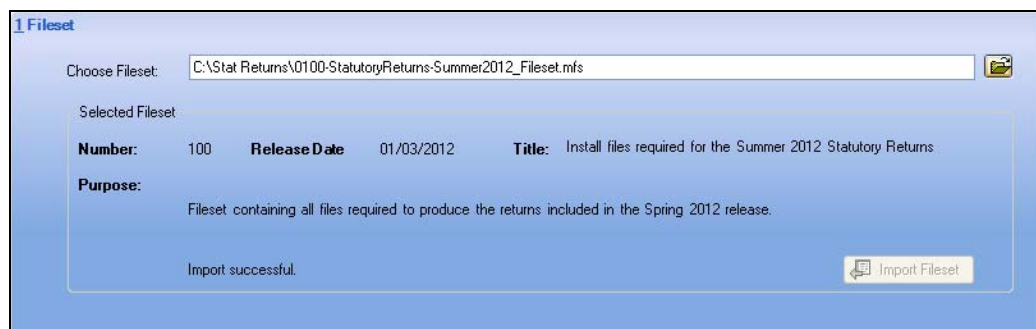 1 Fileset
Choose Fileset: C:\Stat Returns\0100-StatutoryReturns-Summer2012_Fileset.mfs
Selected Fileset
Number: 100 Release Date 01/03/2012 Title: Install files required for the Summer 2012 Statutory Returns
Purpose:
Fileset containing all files required to produce the returns included in the Spring 2012 release.
Import successful. Import Fileset